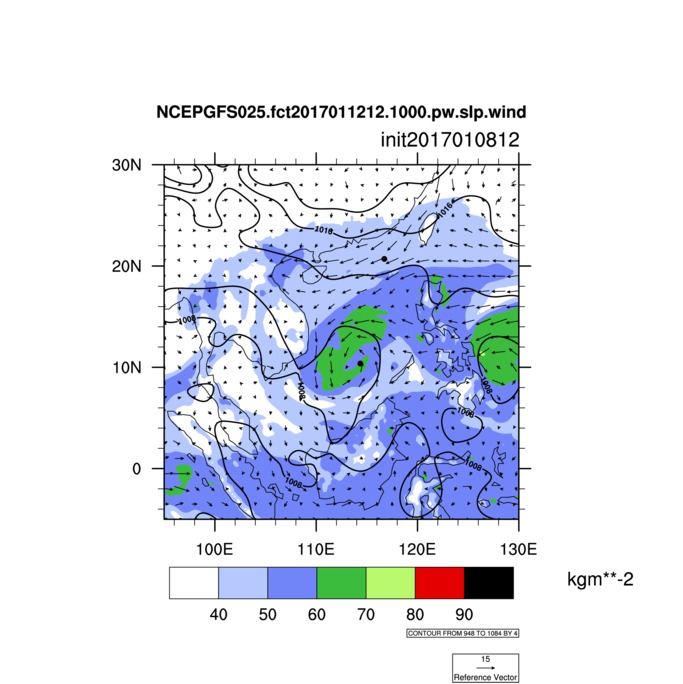 NCEPGFS025.fct2017011212.1000.pw.slp.wind
init2017010812
30N
1016
1016
20N
1008
10N
1008
1008
1008
0
1008
1008
100E
110E
120E
130E
kgm**-2
40
50
60
70
80
90
CONTOUR FROM 948 TO 1084 BY 4
15
Reference Vector